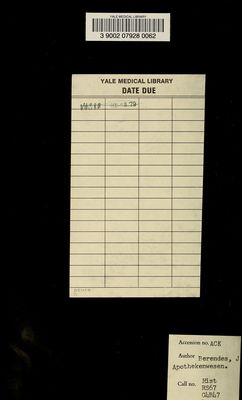 YALE MEDICAL LIBRARY
3 9002 07928 0062
YALE MEDICAL LIBRARY
DATE DUE
Accession no. ACK
Author Berendes, J
Apothekenwesen.
Call no. Hist
RS67
G4B47